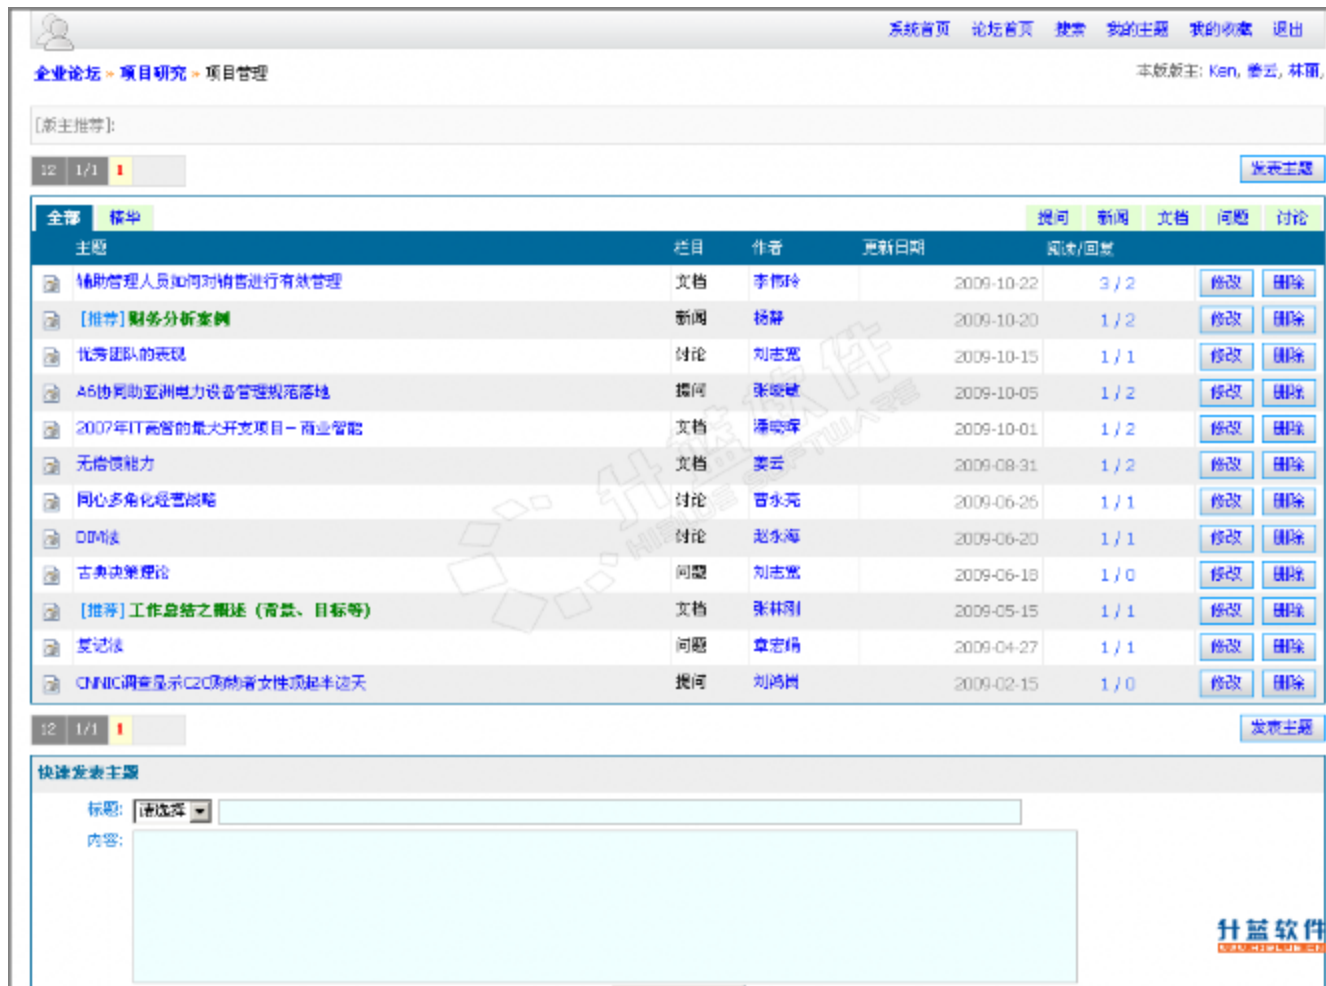 系统首页 论坛首页 搜索 我的主题 我的收藏 退出
企业论坛 » 项目研究 » 项目管理 本版版主: Ken, 姜云, 林丽,
[版主推荐]:
12 1/1 1 发表主题
全部 精华 提问 新闻 文档 问题 讨论
主题 栏目 作者 更新日期 阅读/回复
辅助管理人员如何对销售进行有效管理 文档 李伟玲 2009-10-22 3 / 2 修改 删除
[推荐]财务分析案例 新闻 杨静 2009-10-20 1 / 2 修改 删除
优秀团队的表现 讨论 刘志宽 2009-10-15 1 / 1 修改 删除
A6协同助亚洲电力设备管理规范落地 提问 张晓敏 2009-10-05 1 / 2 修改 删除
2007年IT高管的最大开支项目－商业智能 文档 潘晓辉 2009-10-01 1 / 2 修改 删除
无偿债能力 文档 姜云 2009-08-31 1 / 2 修改 删除
同心多角化经营战略 讨论 曹永亮 2009-06-26 1 / 1 修改 删除
DIM法 讨论 赵永海 2009-06-20 1 / 1 修改 删除
古典决策理论 问题 刘志宽 2009-06-18 1 / 0 修改 删除
[推荐]工作总结之概述（背景、目标等） 文档 张林刚 2009-05-15 1 / 1 修改 删除
复记法 问题 章宏娟 2009-04-27 1 / 1 修改 删除
CNNIC调查显示C2C购物者女性顶起半边天 提问 刘鸿岗 2009-02-15 1 / 0 修改 删除
升蓝软件
HIBLUE SOFTWARE
12 1/1 1 发表主题
快速发表主题
标题: 请选择
内容:
升蓝软件
WWW.HIBLUE.CN